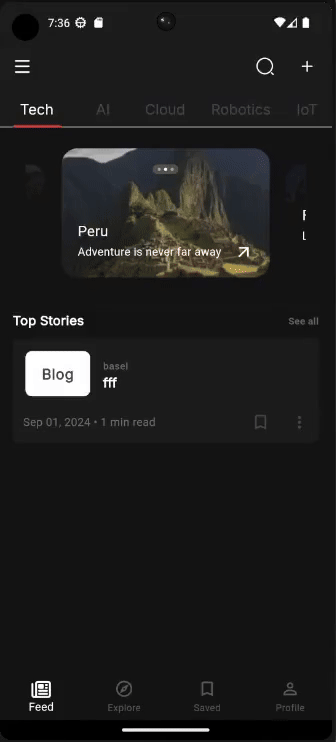 7:36
Tech AI Cloud Robotics IoT
Peru
Adventure is never far away
Top Stories See all
Blog
basel
fff
Sep 01, 2024 • 1 min read
Feed Explore Saved Profile